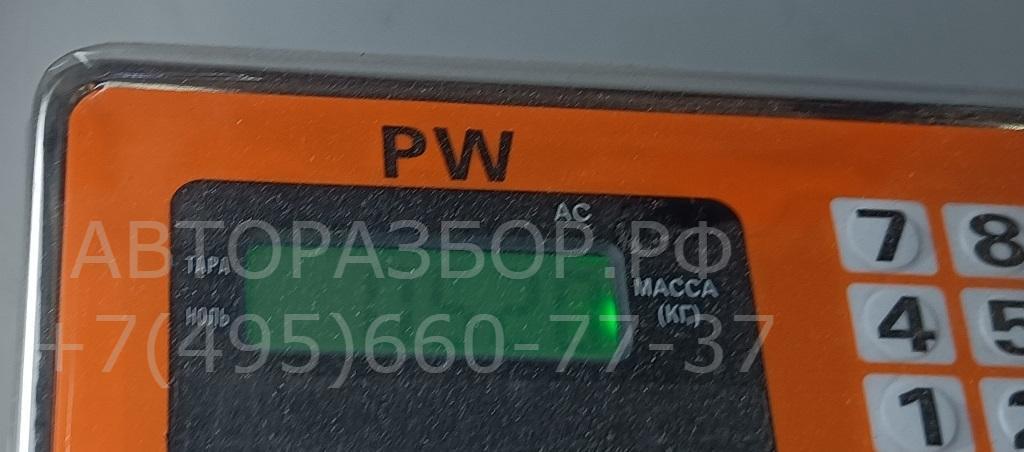 PW
AC
АВТОРАЗБОР.РФ
ТАРА
МАССА
(КГ)
НОЛЬ
+7(495)660-77-37
7 8
4 5
1